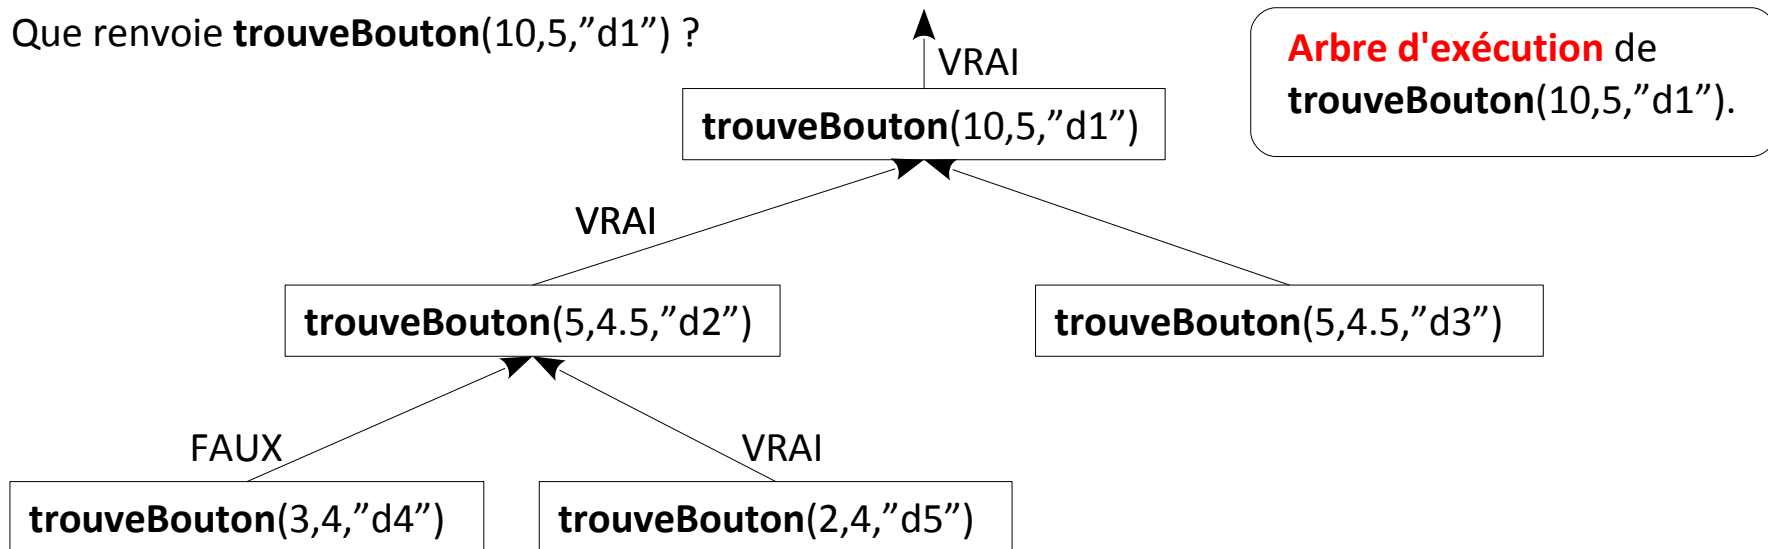 Que renvoie trouveBouton(10,5,”d1”) ?
VRAI
Arbre d'exécution de
trouveBouton(10,5,”d1”).
trouveBouton(10,5,”d1”)
VRAI
trouveBouton(5,4.5,”d2”)
trouveBouton(5,4.5,”d3”)
FAUX
VRAI
trouveBouton(3,4,”d4”)
trouveBouton(2,4,”d5”)